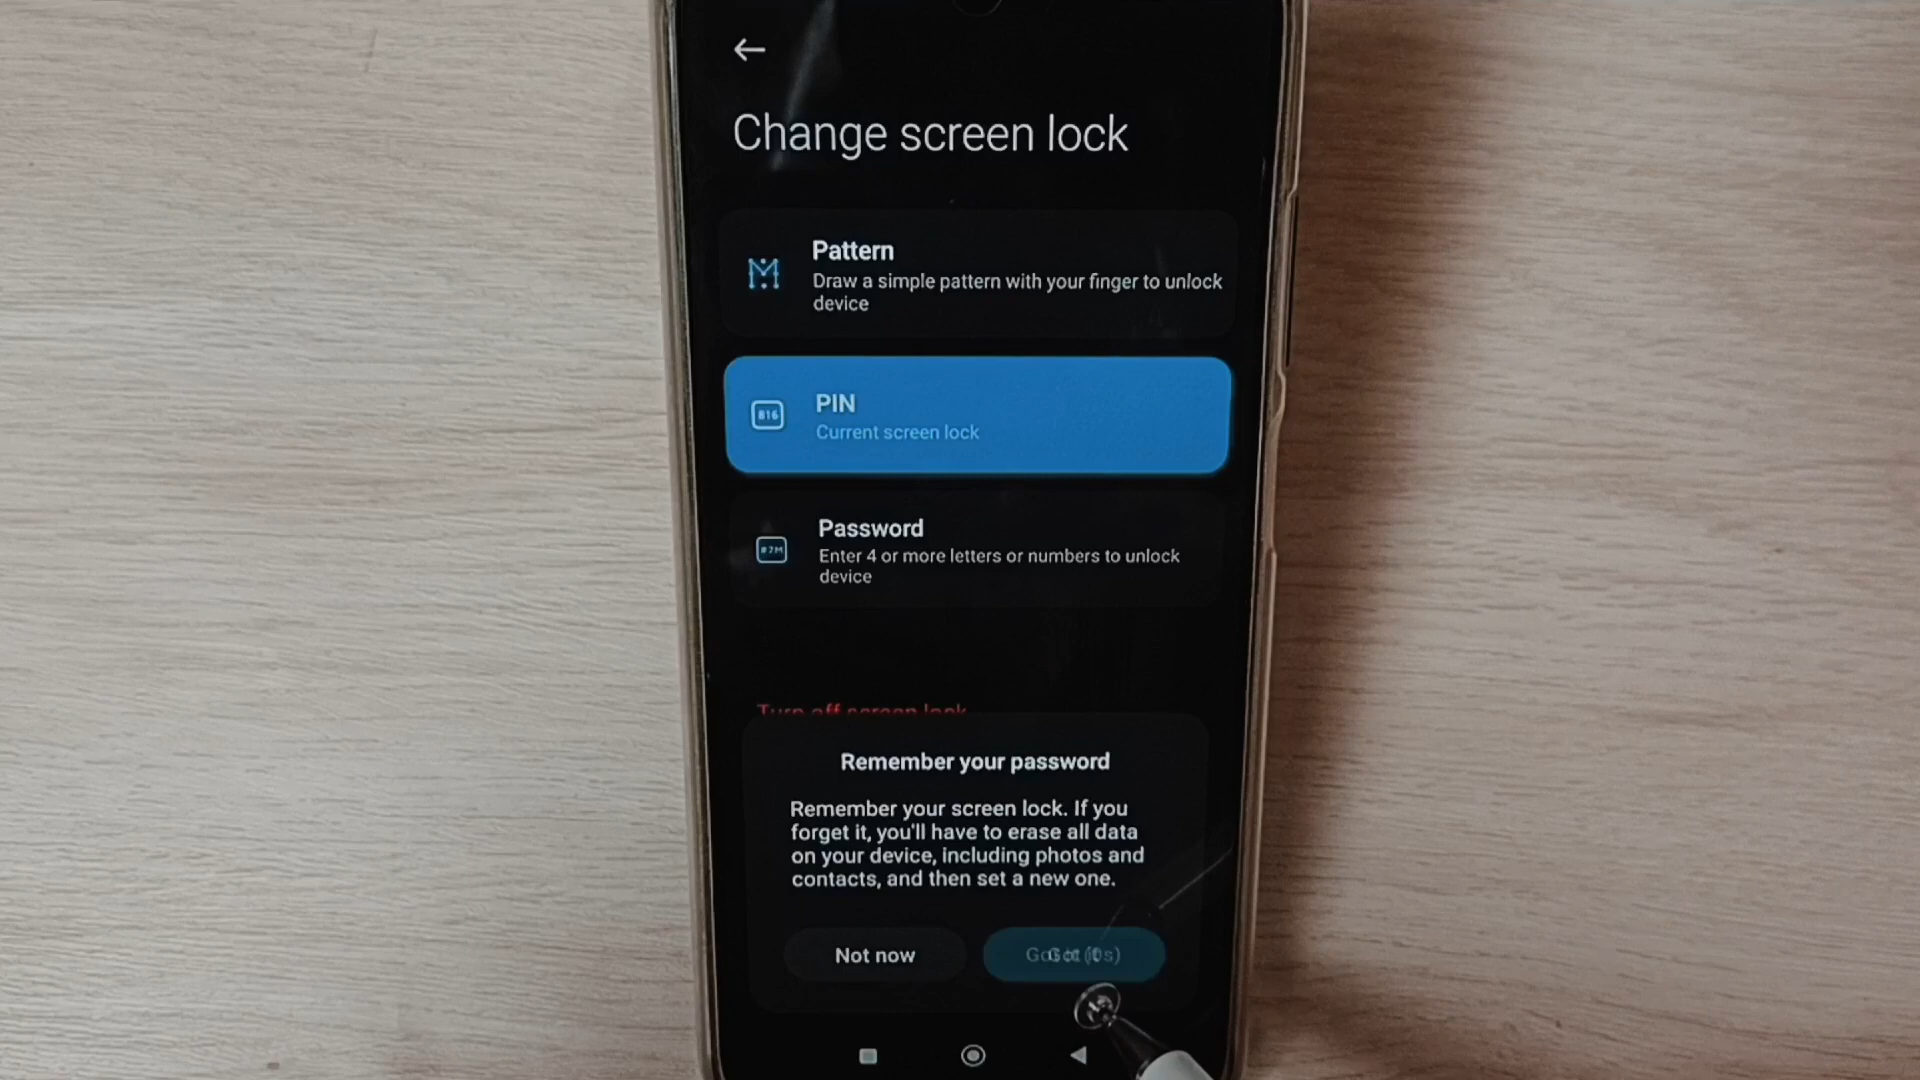 Change screen lock
Pattern
Draw a simple pattern with your finger to unlock
device
816
PIN
Current screen lock
Password
Enter 4 or more letters or numbers to unlock
device
Turn off screen lock
Remember your password
Remember your screen lock. If you
forget it, you'll have to erase all data
on your device, including photos and
contacts, and then set a new one.
Not now